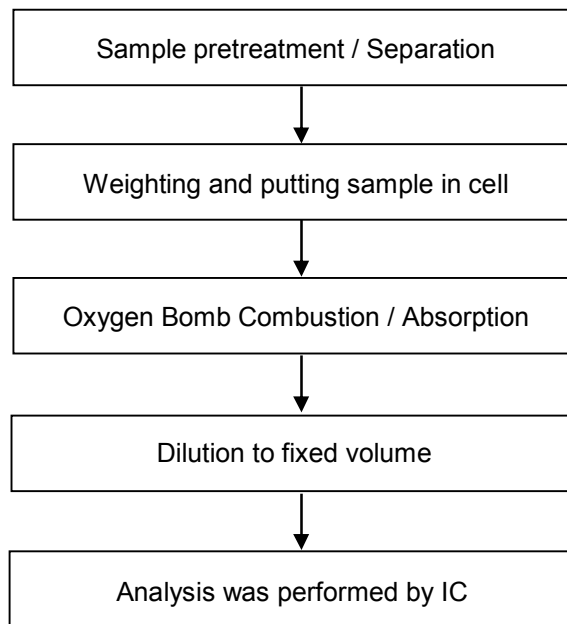 Sample pretreatment / Separation
Weighting and putting sample in cell
Oxygen Bomb Combustion / Absorption
Dilution to fixed volume
Analysis was performed by IC